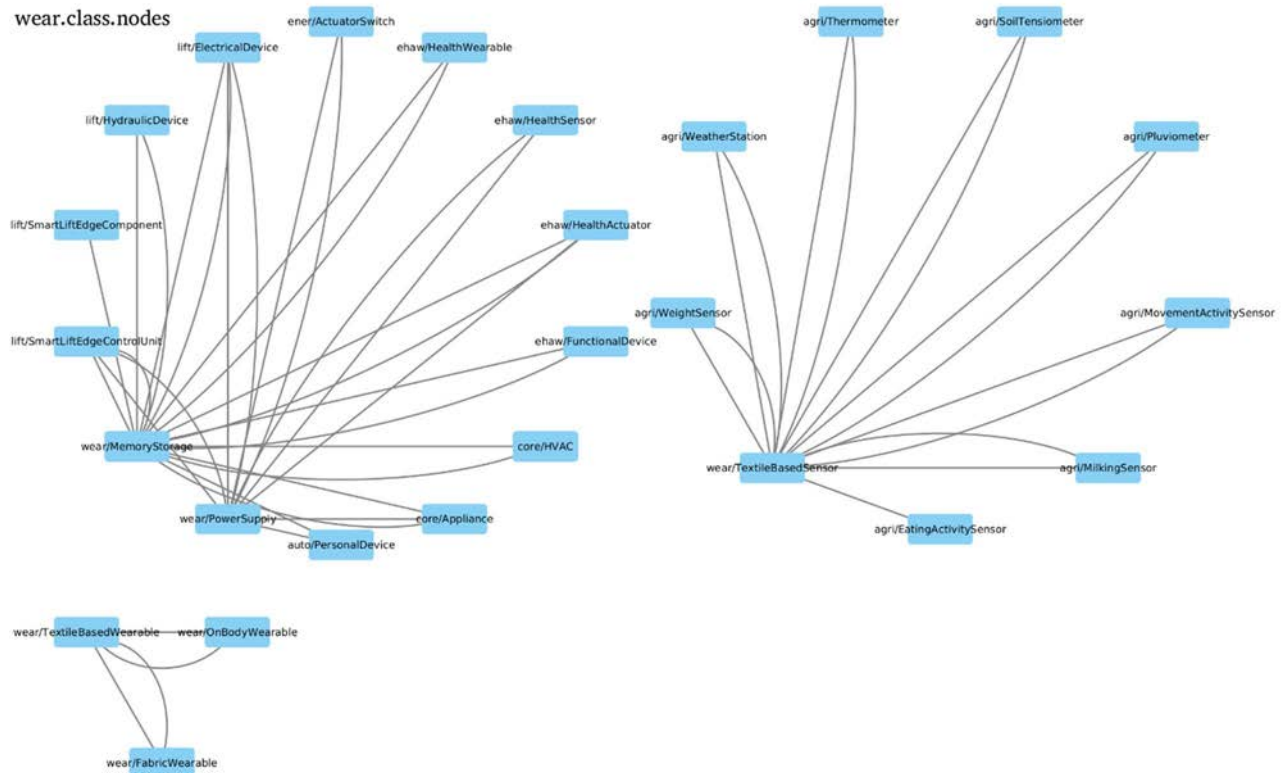 wear.class.nodes
ener/ActuatorSwitch
lift/ElectricalDevice
ehaw/HealthWearable
lift/HydraulicDevice
ehaw/HealthSensor
lift/SmartLiftEdgeComponent
ehaw/HealthActuator
lift/SmartLiftEdgeControlUnit
ehaw/FunctionalDevice
wear/MemoryStorage
core/HVAC
wear/PowerSupply
core/Appliance
auto/PersonalDevice
agri/Thermometer
agri/SoilTensiometer
agri/WeatherStation
agri/Pluviometer
agri/WeightSensor
agri/MovementActivitySensor
wear/TextileBasedSensor
agri/MilkingSensor
agri/EatingActivitySensor
wear/TextileBasedWearable
wear/OnBodyWearable
wear/FabricWearable